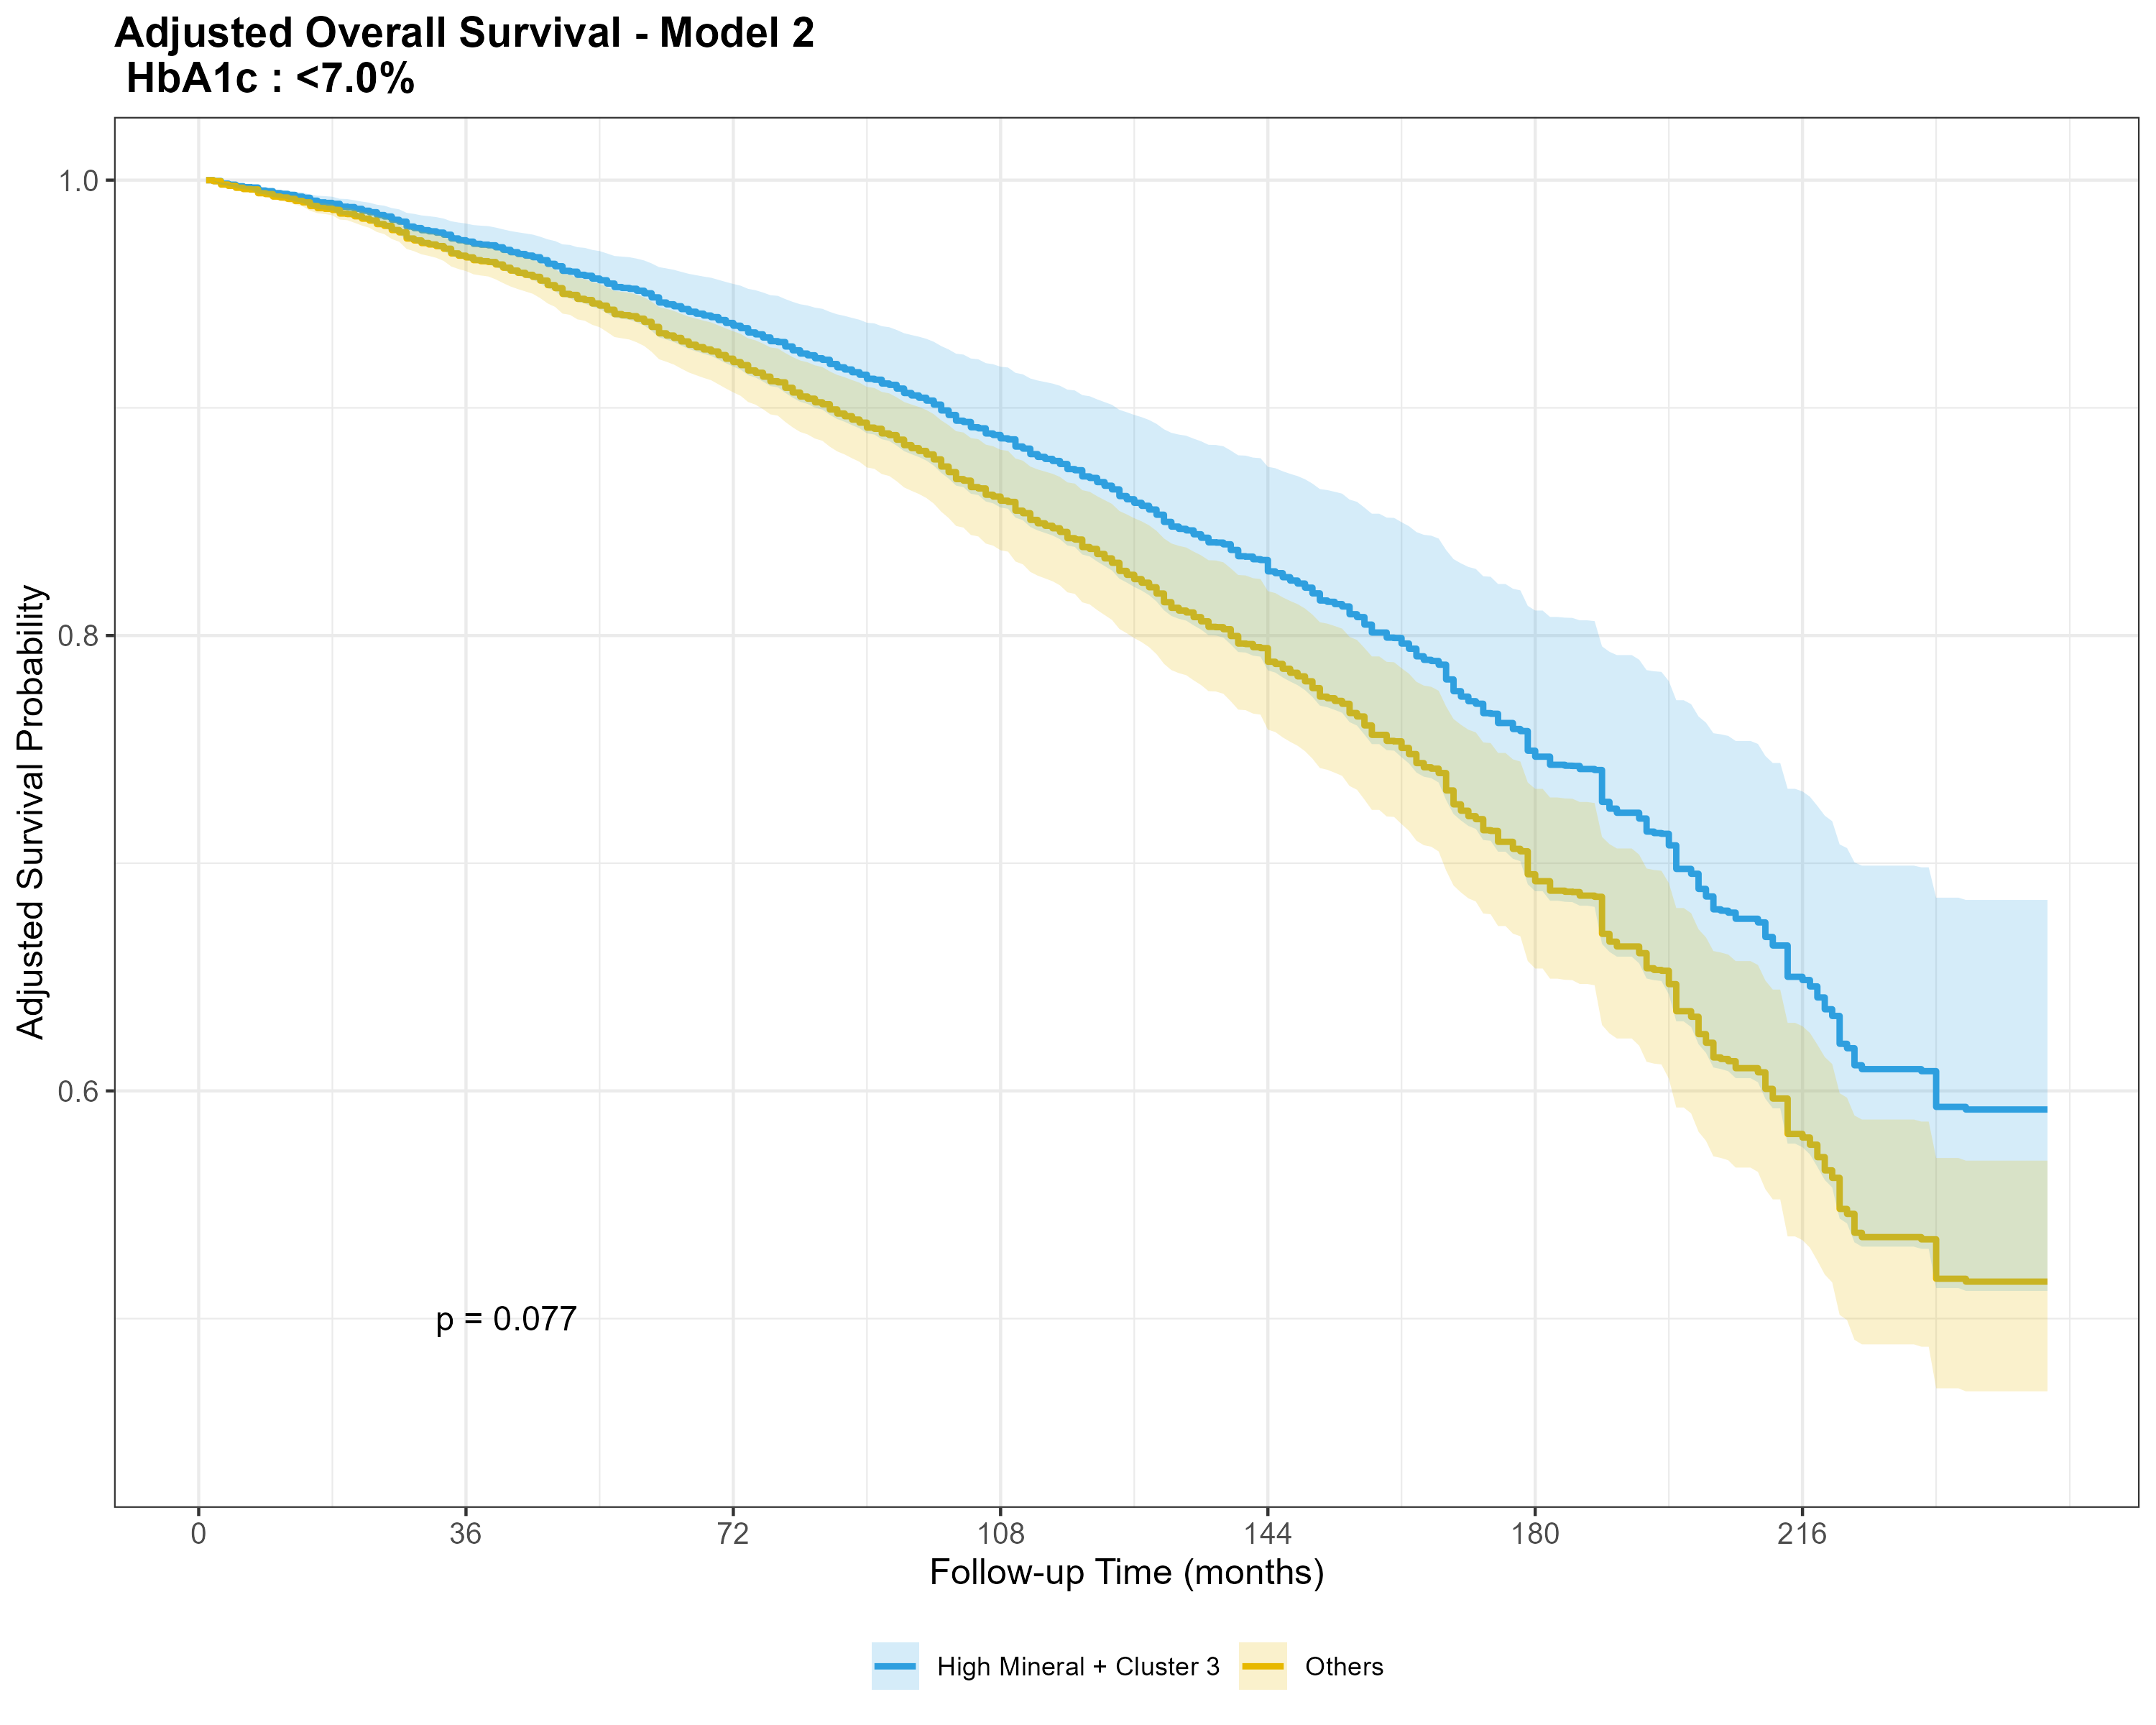 Adjusted Overall Survival - Model 2
HbA1c : <7.0%
Adjusted Survival Probability
1.0
0.8
0.6
p = 0.077
0 36 72 108 144 180 216
Follow-up Time (months)
High Mineral + Cluster 3 Others